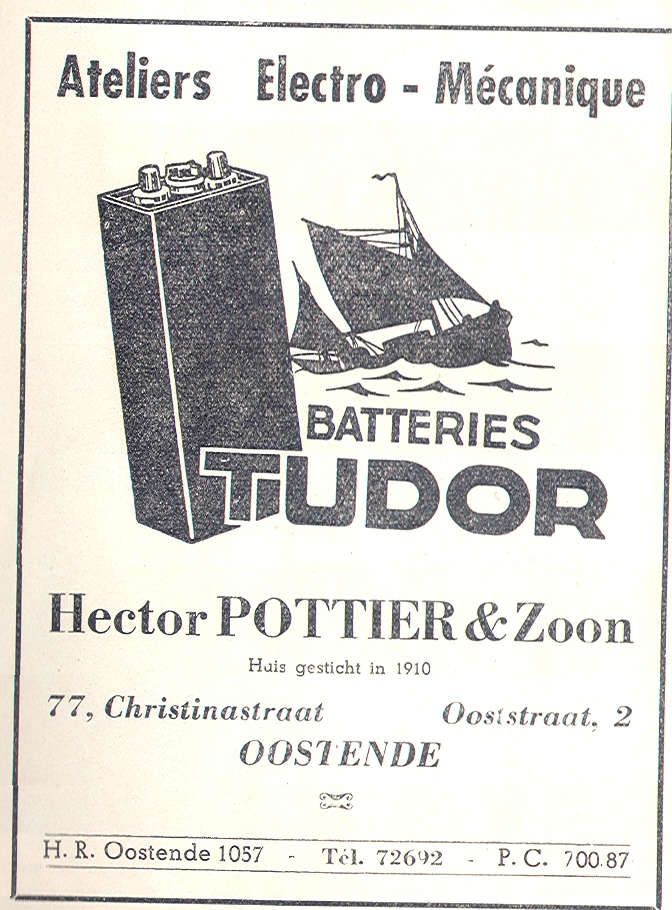 Ateliers Electro - Mécanique
BATTERIES
TUDOR
Hector POTTIER & Zoon
Huis gesticht in 1910
77, Christinastraat Ooststraat, 2
OOSTENDE
H. R. Oostende 1057 - Tél. 72692 - P. C. 700.87